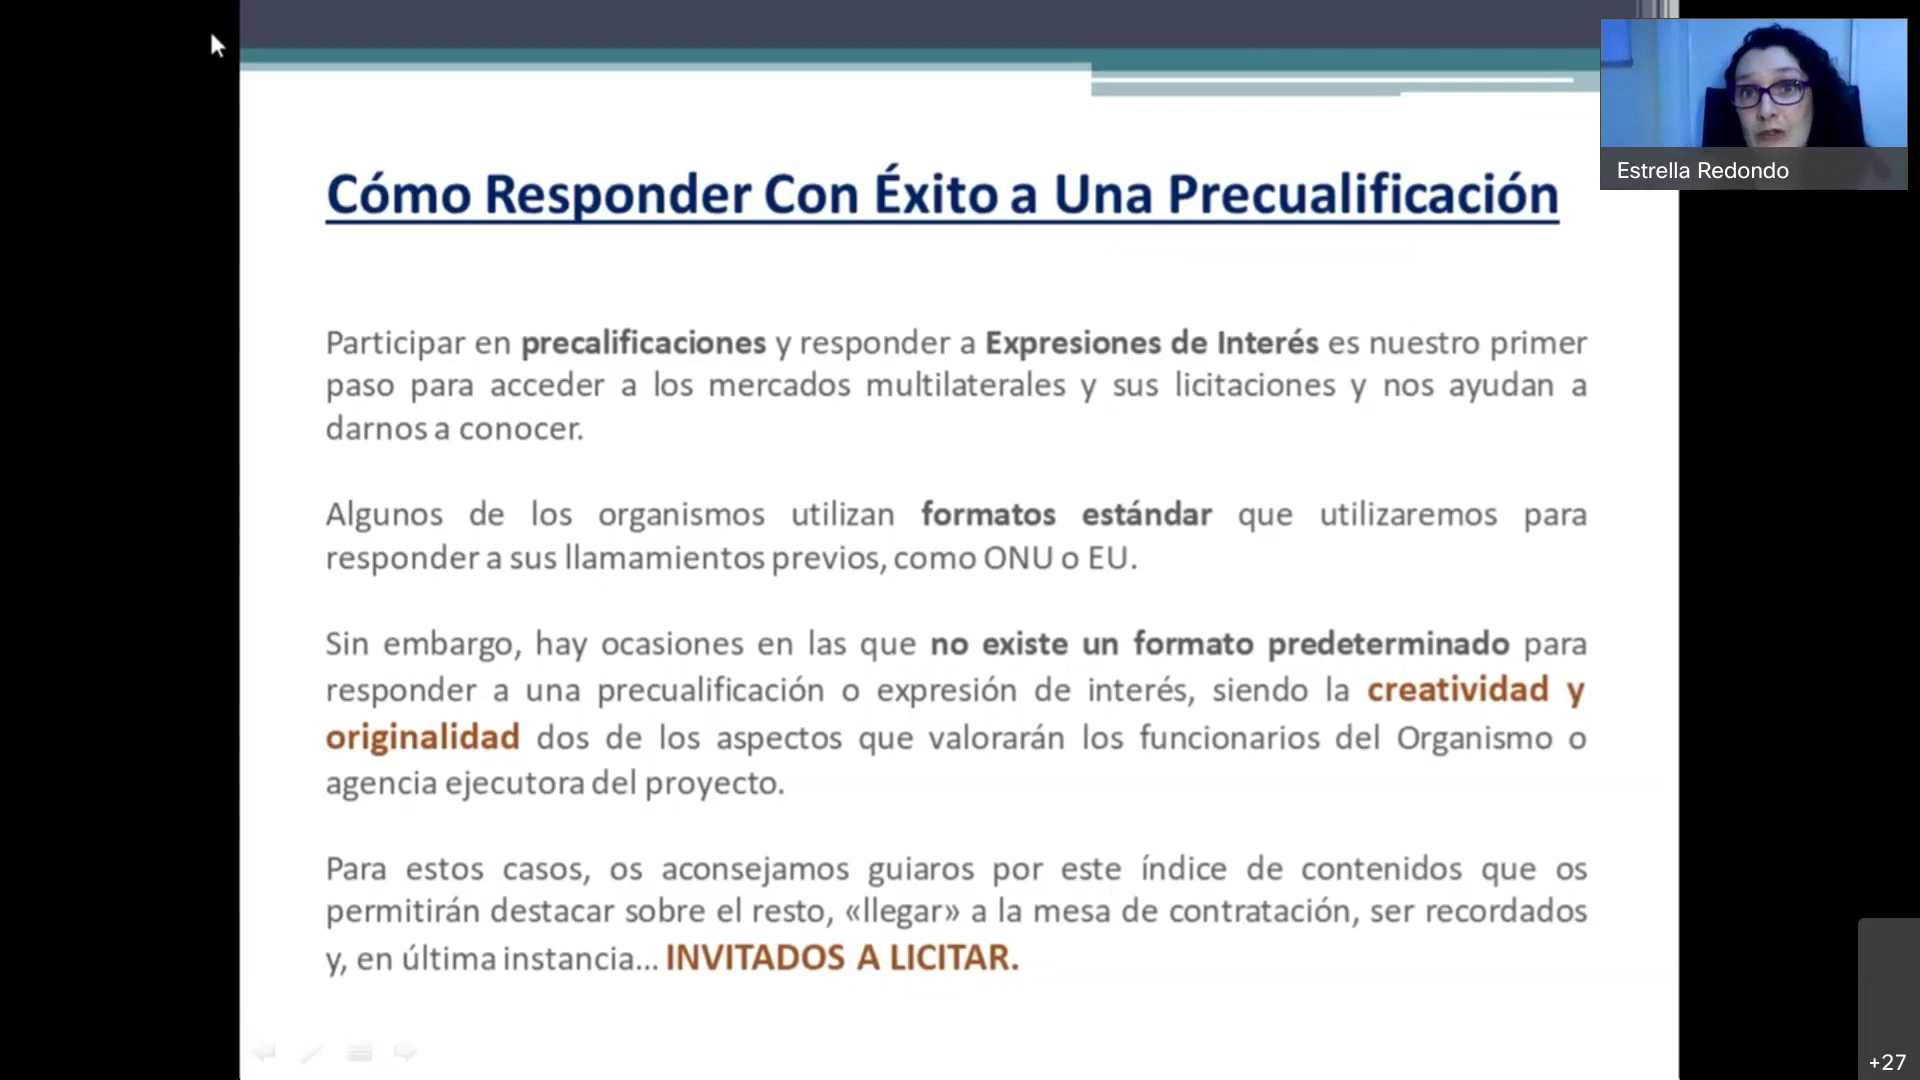 Estrella Redondo
Cómo Responder Con Éxito a Una Precualificación
Participar en precalificaciones y responder a Expresiones de Interés es nuestro primer
paso para acceder a los mercados multilaterales y sus licitaciones y nos ayudan a
darnos a conocer.
Algunos de los organismos utilizan formatos estándar que utilizaremos para
responder a sus llamamientos previos, como ONU o EU.
Sin embargo, hay ocasiones en las que no existe un formato predeterminado para
responder a una precualificación o expresión de interés, siendo la creatividad y
originalidad dos de los aspectos que valorarán los funcionarios del Organismo o
agencia ejecutora del proyecto.
Para estos casos, os aconsejamos guiaros por este índice de contenidos que os
permitirán destacar sobre el resto, «llegar» a la mesa de contratación, ser recordados
y, en última instancia... INVITADOS A LICITAR.
+27